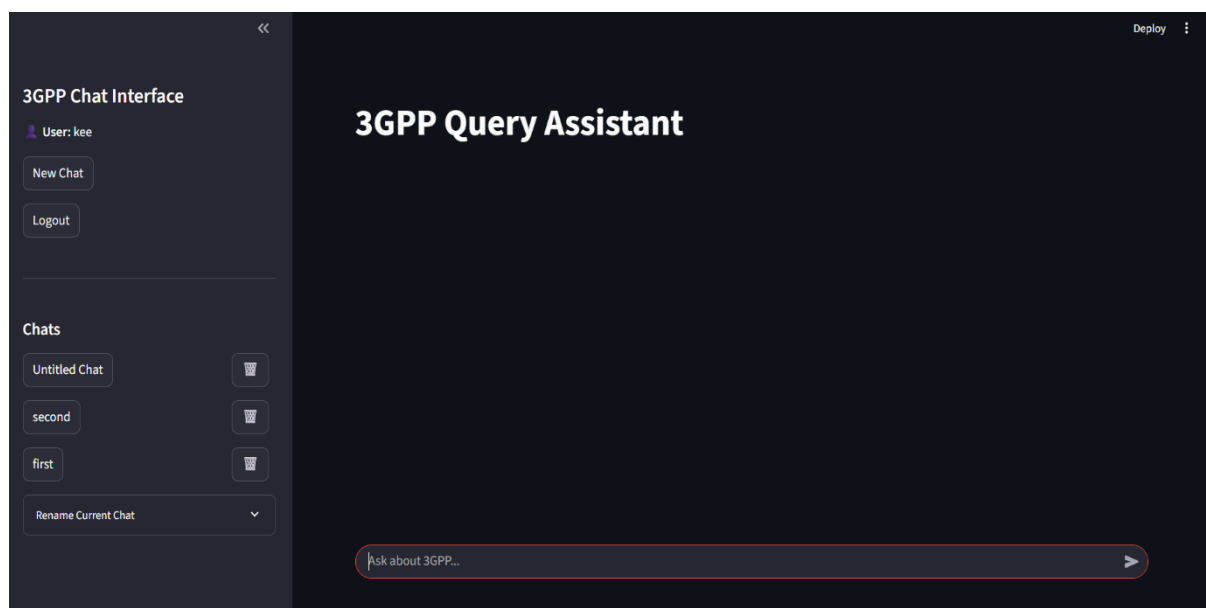 Deploy
3GPP Chat Interface
User: kee
New Chat
Logout
Chats
Untitled Chat
second
first
Rename Current Chat
3GPP Query Assistant
Ask about 3GPP...